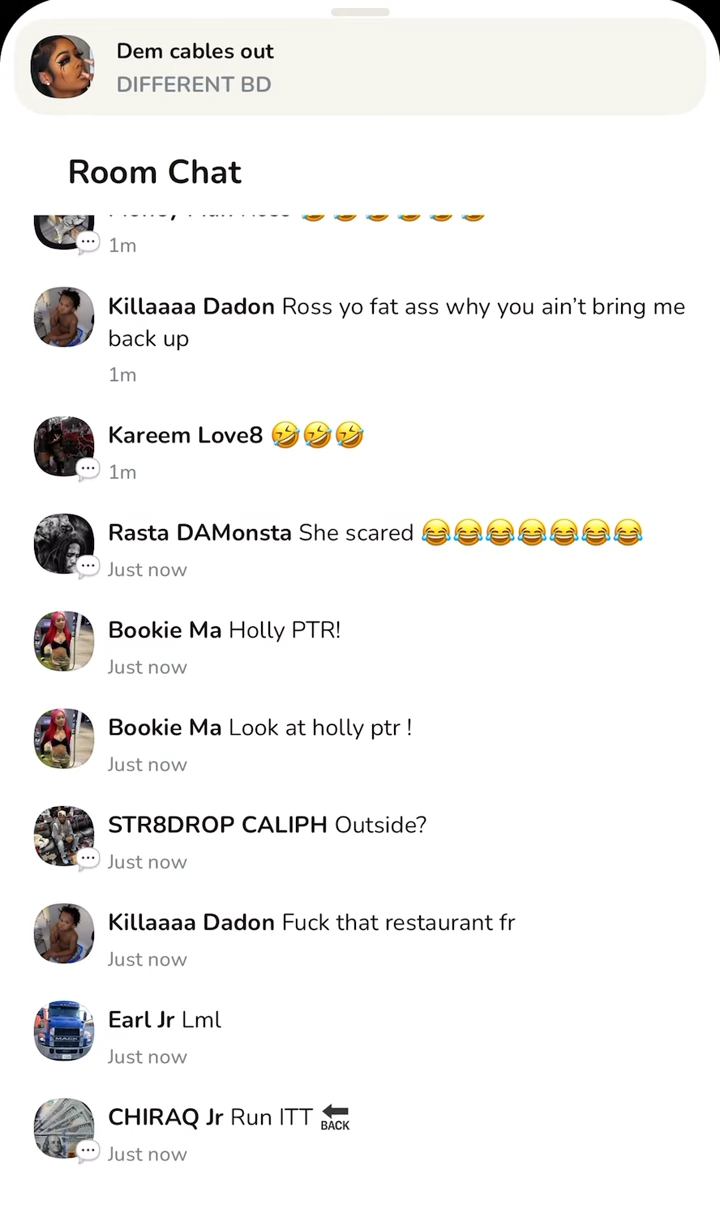 Dem cables out
DIFFERENT BD
Room Chat
1m
Killaaaa Dadon Ross yo fat ass why you ain’t bring me
back up
1m
Kareem Love8 🤣🤣🤣
1m
Rasta DAMonsta She scared 😂😂😂😂😂😂😂
Just now
Bookie Ma Holly PTR!
Just now
Bookie Ma Look at holly ptr !
Just now
STR8DROP CALIPH Outside?
Just now
Killaaaa Dadon Fuck that restaurant fr
Just now
Earl Jr Lml
Just now
CHIRAQ Jr Run ITT 🔙
Just now